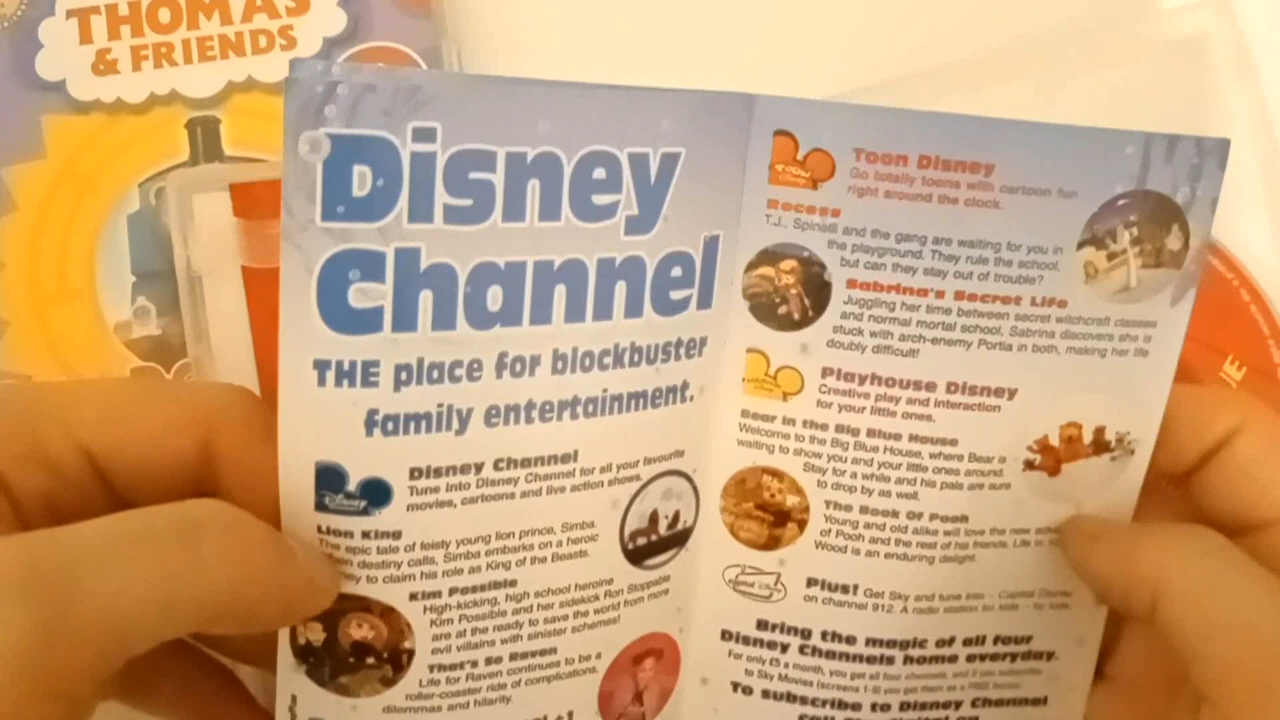 THOMAS
& FRIENDS
Disney
Channel
THE place for blockbuster
family entertainment.
Disney
Disney Channel
Tune into Disney Channel for all your favourite
movies, cartoons and live action shows.
Lion King
The epic tale of feisty young lion prince, Simba.
destiny calls, Simba embarks on a heroic
to claim his role as King of the Beasts.
Kim Possible
High-kicking, high school heroine
Kim Possible and her sidekick Ron Stoppable
are at the ready to save the world from more
evil villains with sinister schemes!
That's So Raven
Life for Raven continues to be a
roller-coaster ride of complications,
dilemmas and hilarity.
+1
TOON
Disney
Toon Disney
Go totally toons with cartoon fun
right around the clock.
Recess
T.J., Spinelli and the gang are waiting for you in
the playground. They rule the school,
but can they stay out of trouble?
Sabrina's Secret Life
Juggling her time between secret witchcraft classes
and normal mortal school, Sabrina discovers she is
stuck with arch-enemy Portia in both, making her life
doubly difficult!
Playhouse Disney
Creative play and interaction
for your little ones.
Bear in the Big Blue House
Welcome to the Big Blue House, where Bear is
waiting to show you and your little ones around.
Stay for a while and his pals are sure
to drop by as well.
The Book Of Pooh
Young and old alike will love the new
of Pooh and the rest of his friends. Life in
Wood is an enduring delight.
Plus! Get Sky and tune into - Capital Disney
on channel 912. A radio station for kids - by kids.
Bring the magic of all four
Disney Channels home everyday.
For only £5 a month, you get all four channels, and if you subscribe
to Sky Movies (screens 1-9) you get them as a FREE
To subscribe to Disney Channel
UE